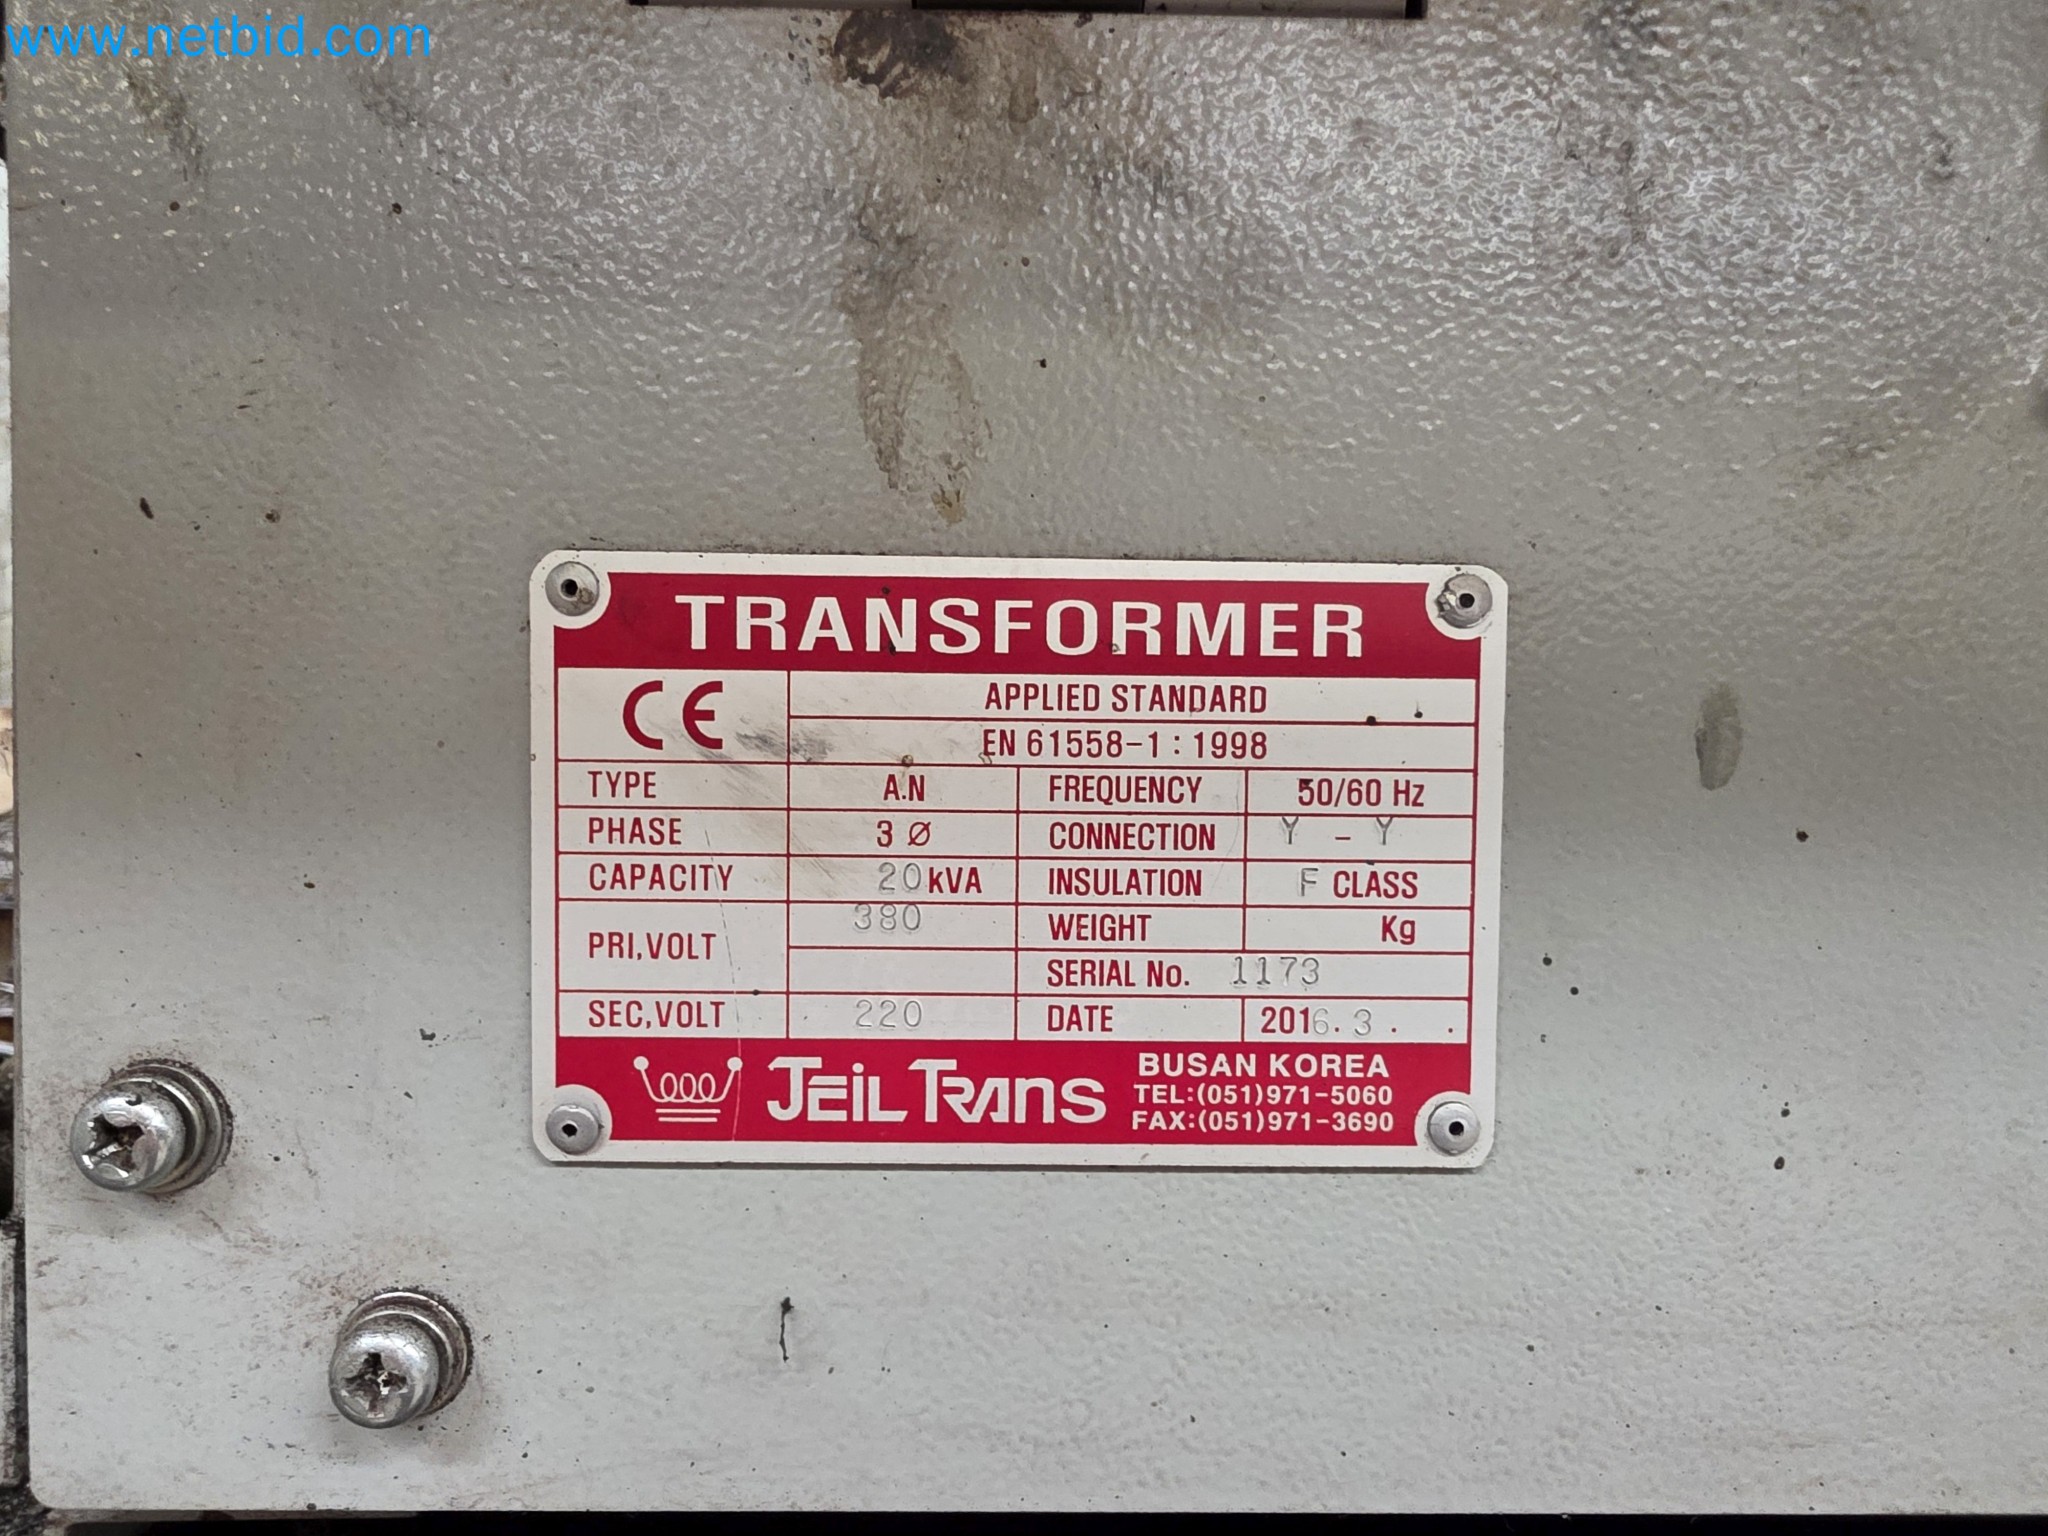 www.netbid.com
TRANSFORMER
CE
APPLIED STANDARD
EN 61558-1 : 1998
TYPE A.N FREQUENCY 50/60 Hz
PHASE 3 Ø CONNECTION Y - Y
CAPACITY 20 kVA INSULATION F CLASS
PRI,VOLT 380 WEIGHT Kg
SERIAL No. 1173
SEC,VOLT 220 DATE 2016.3. .
JEIL TRANS
BUSAN KOREA
TEL:(051)971-5060
FAX:(051)971-3690